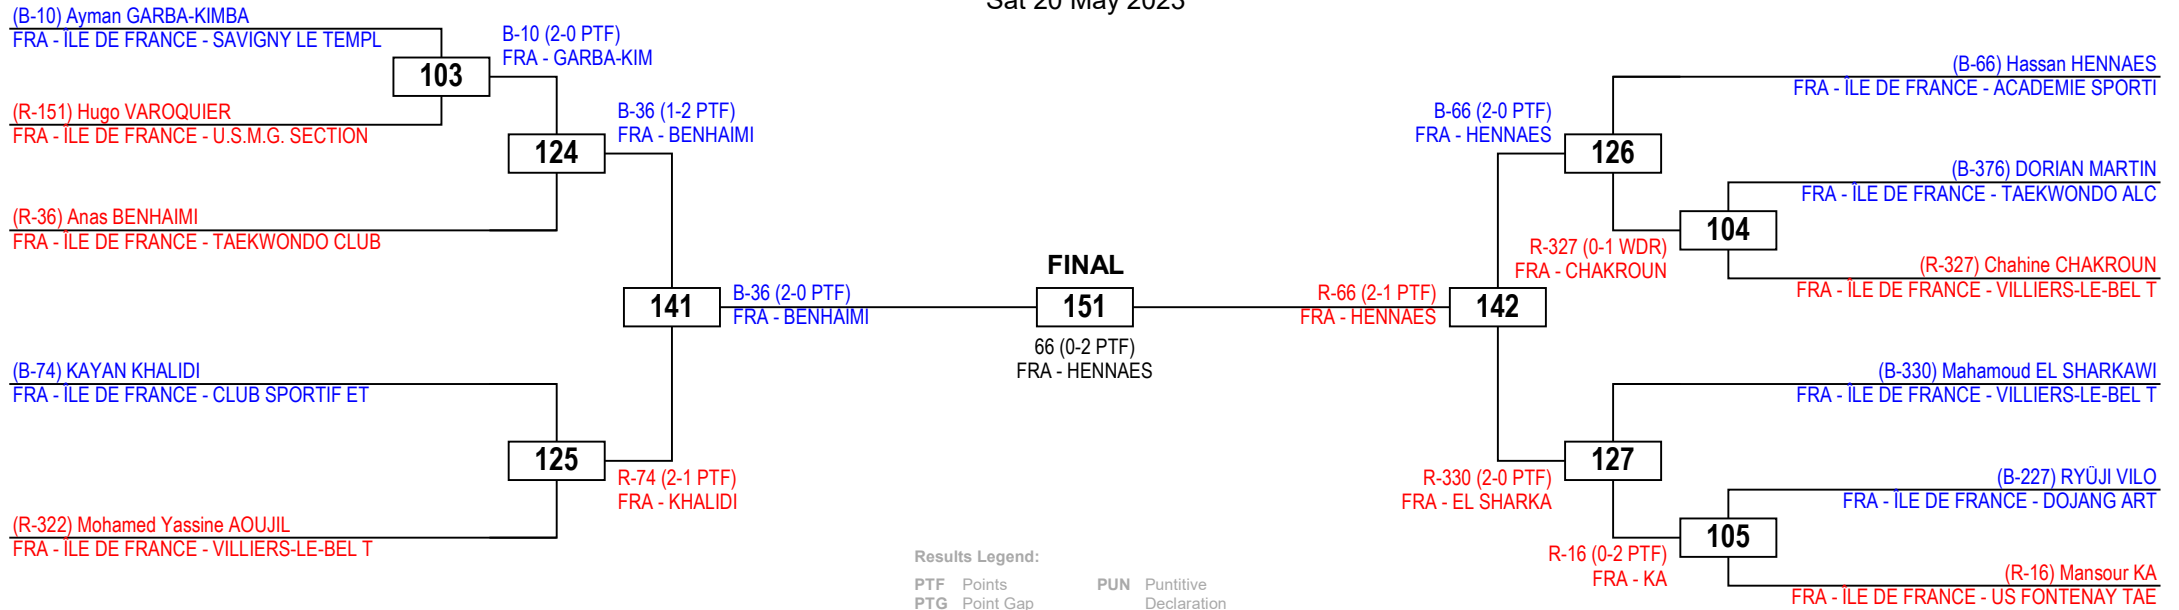 Sat 20 May 2023
(B-10) Ayman GARBA-KIMBA
FRA - ÎLE DE FRANCE - SAVIGNY LE TEMPL
B-10 (2-0 PTF)
FRA - GARBA-KIM
103
(R-151) Hugo VAROQUIER
FRA - ÎLE DE FRANCE - U.S.M.G. SECTION
B-36 (1-2 PTF)
FRA - BENHAIMI
124
(R-36) Anas BENHAIMI
FRA - ÎLE DE FRANCE - TAEKWONDO CLUB
141
B-36 (2-0 PTF)
FRA - BENHAIMI
(B-74) KAYAN KHALIDI
FRA - ÎLE DE FRANCE - CLUB SPORTIF ET
125
R-74 (2-1 PTF)
FRA - KHALIDI
(R-322) Mohamed Yassine AOUJIL
FRA - ÎLE DE FRANCE - VILLIERS-LE-BEL T
FINAL
151
66 (0-2 PTF)
FRA - HENNAES
(B-66) Hassan HENNAES
FRA - ÎLE DE FRANCE - ACADEMIE SPORTI
B-66 (2-0 PTF)
FRA - HENNAES
126
(B-376) DORIAN MARTIN
FRA - ÎLE DE FRANCE - TAEKWONDO ALC
104
R-327 (0-1 WDR)
FRA - CHAKROUN
(R-327) Chahine CHAKROUN
FRA - ÎLE DE FRANCE - VILLIERS-LE-BEL T
R-66 (2-1 PTF)
FRA - HENNAES
142
(B-330) Mahamoud EL SHARKAWI
FRA - ÎLE DE FRANCE - VILLIERS-LE-BEL T
127
R-330 (2-0 PTF)
FRA - EL SHARKA
(B-227) RYŪJI VILO
FRA - ÎLE DE FRANCE - DOJANG ART
105
R-16 (0-2 PTF)
FRA - KA
(R-16) Mansour KA
FRA - ÎLE DE FRANCE - US FONTENAY TAE
Results Legend:
PTF Points PUN Puntitive
PTG Point Gap Declaration